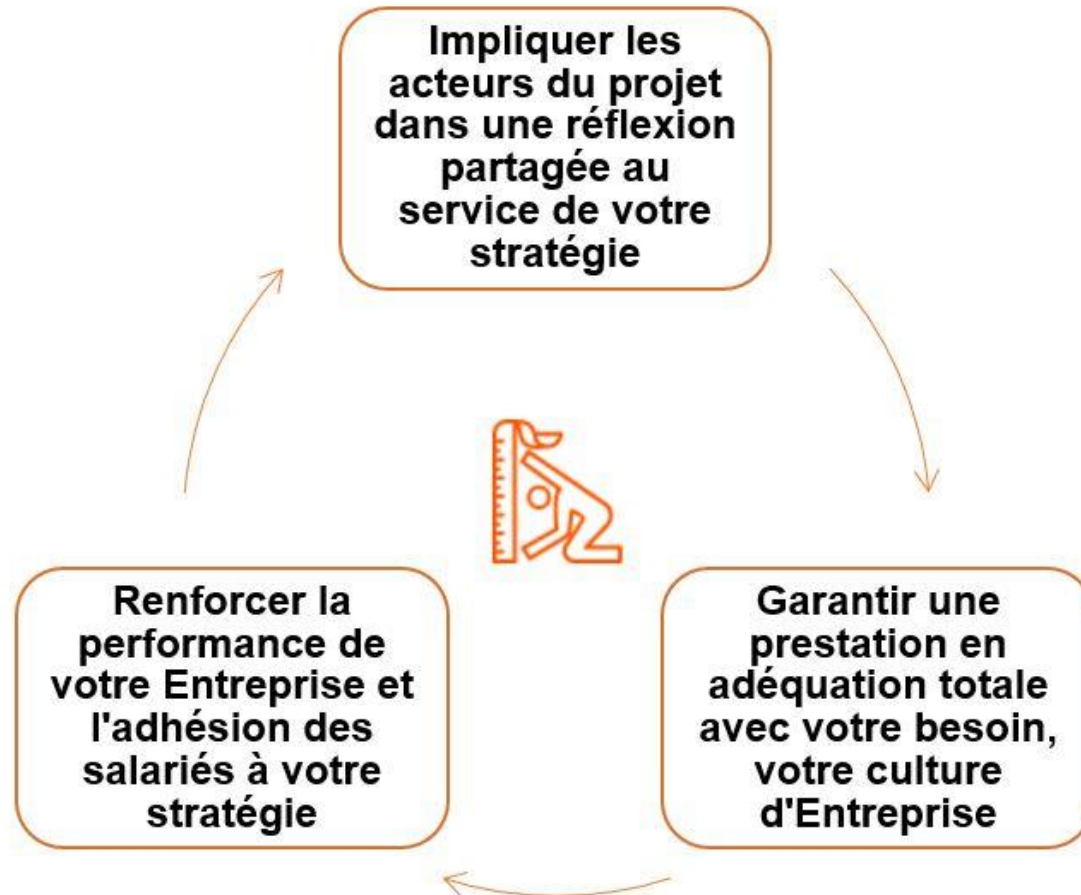 Impliquer les
acteurs du projet
dans une réflexion
partagée au
service de votre
stratégie
Garantir une
prestation en
adéquation totale
avec votre besoin,
votre culture
d'Entreprise
Renforcer la
performance de
votre Entreprise et
l'adhésion des
salariés à votre
stratégie